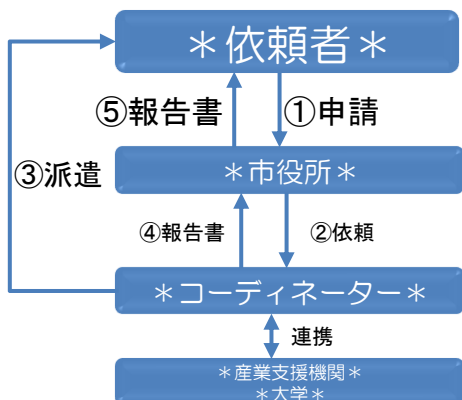 ＊依頼者＊
⑤報告書
①申請
③派遣
＊市役所＊
④報告書
②依頼
＊コーディネーター＊
連携
＊産業支援機関＊
＊大学＊